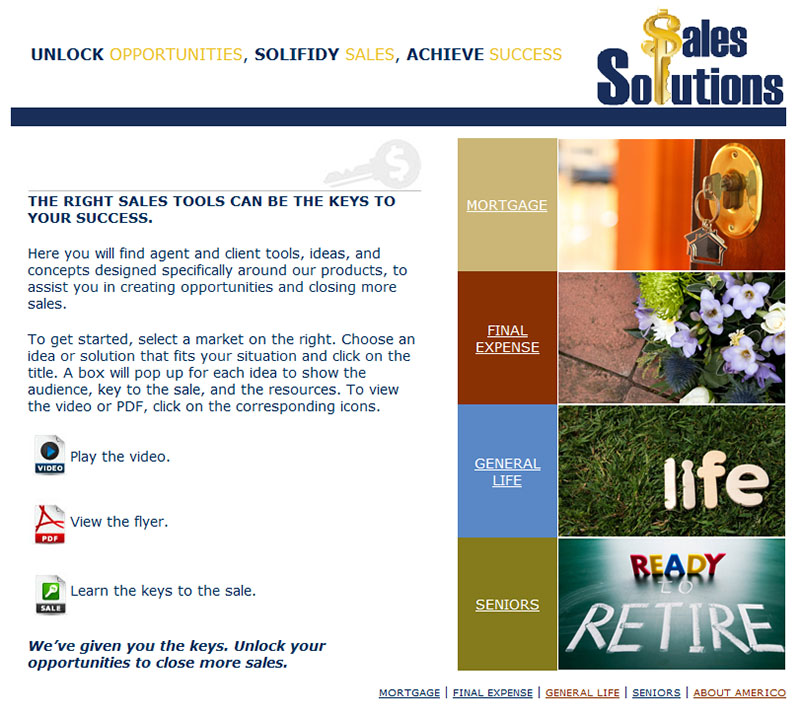 UNLOCK OPPORTUNITIES, SOLIFIDY SALES, ACHIEVE SUCCESS
$ales
Solutions
THE RIGHT SALES TOOLS CAN BE THE KEYS TO
YOUR SUCCESS.
Here you will find agent and client tools, ideas, and
concepts designed specifically around our products, to
assist you in creating opportunities and closing more
sales.
To get started, select a market on the right. Choose an
idea or solution that fits your situation and click on the
title. A box will pop up for each idea to show the
audience, key to the sale, and the resources. To view
the video or PDF, click on the corresponding icons.
VIDEO Play the video.
PDF View the flyer.
SALE Learn the keys to the sale.
We've given you the keys. Unlock your
opportunities to close more sales.
MORTGAGE
FINAL
EXPENSE
GENERAL
LIFE
life
SENIORS
READY
TO
RETIRE
MORTGAGE | FINAL EXPENSE | GENERAL LIFE | SENIORS | ABOUT AMERICO